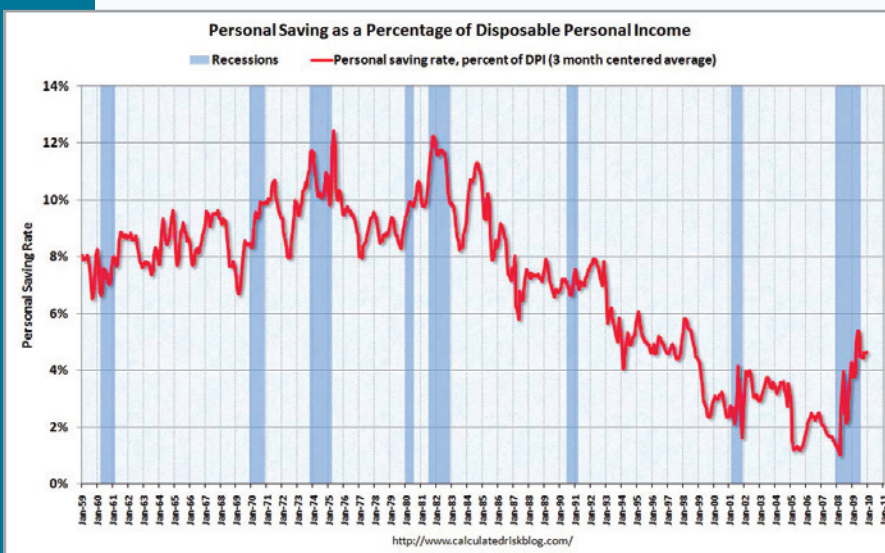 Personal Saving as a Percentage of Disposable Personal Income
Recessions
Personal saving rate, percent of DPI (3 month centered average)
14%
12%
10%
8%
6%
4%
2%
0%
Personal Saving Rate
Jan-59
Jan-60
Jan-61
Jan-62
Jan-63
Jan-64
Jan-65
Jan-66
Jan-67
Jan-68
Jan-69
Jan-70
Jan-71
Jan-72
Jan-73
Jan-74
Jan-75
Jan-76
Jan-77
Jan-78
Jan-79
Jan-80
Jan-81
Jan-82
Jan-83
Jan-84
Jan-85
Jan-86
Jan-87
Jan-88
Jan-89
Jan-90
Jan-91
Jan-92
Jan-93
Jan-94
Jan-95
Jan-96
Jan-97
Jan-98
Jan-99
Jan-00
Jan-01
Jan-02
Jan-03
Jan-04
Jan-05
Jan-06
Jan-07
Jan-08
Jan-09
Jan-10
Jan-11
http://www.calculatedriskblog.com/